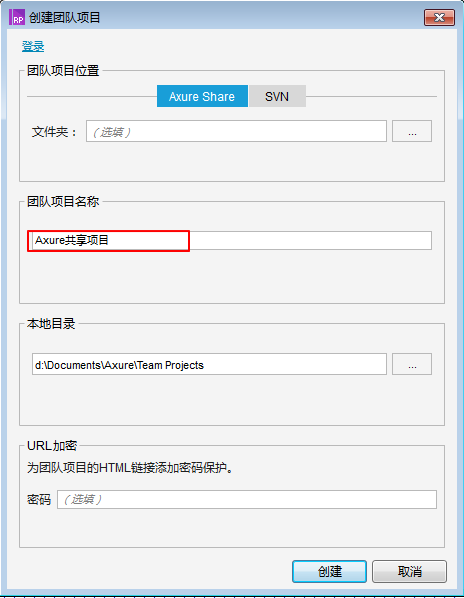 RP 创建团队项目
登录
团队项目位置
Axure Share SVN
文件夹： （选填） ...
团队项目名称
Axure共享项目
本地目录
d:\Documents\Axure\Team Projects ...
URL加密
为团队项目的HTML链接添加密码保护。
密码 （选填）
创建 取消